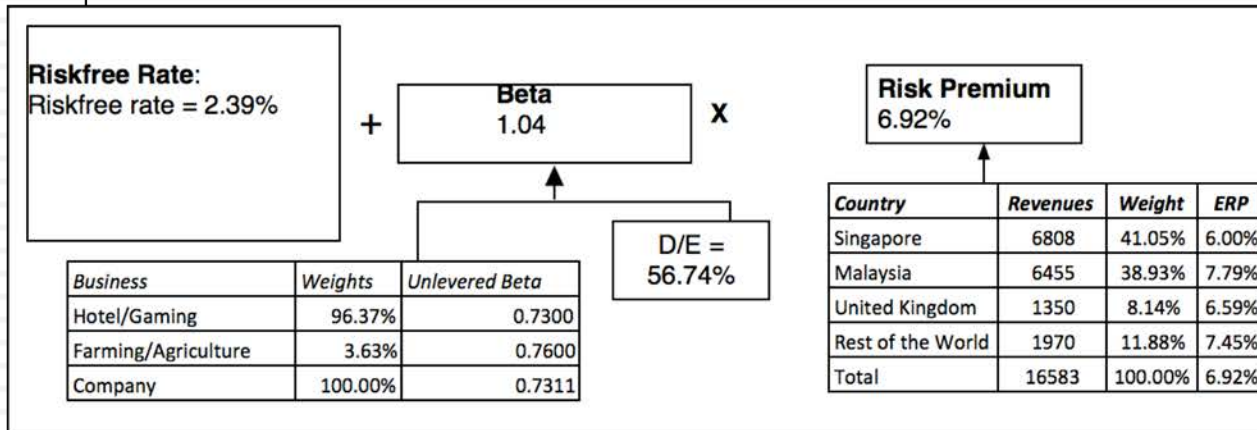 Riskfree Rate:
Riskfree rate = 2.39%
+
Beta
1.04
X
Risk Premium
6.92%
D/E =
56.74%
Business Weights Unlevered Beta
Hotel/Gaming 96.37% 0.7300
Farming/Agriculture 3.63% 0.7600
Company 100.00% 0.7311
Country Revenues Weight ERP
Singapore 6808 41.05% 6.00%
Malaysia 6455 38.93% 7.79%
United Kingdom 1350 8.14% 6.59%
Rest of the World 1970 11.88% 7.45%
Total 16583 100.00% 6.92%